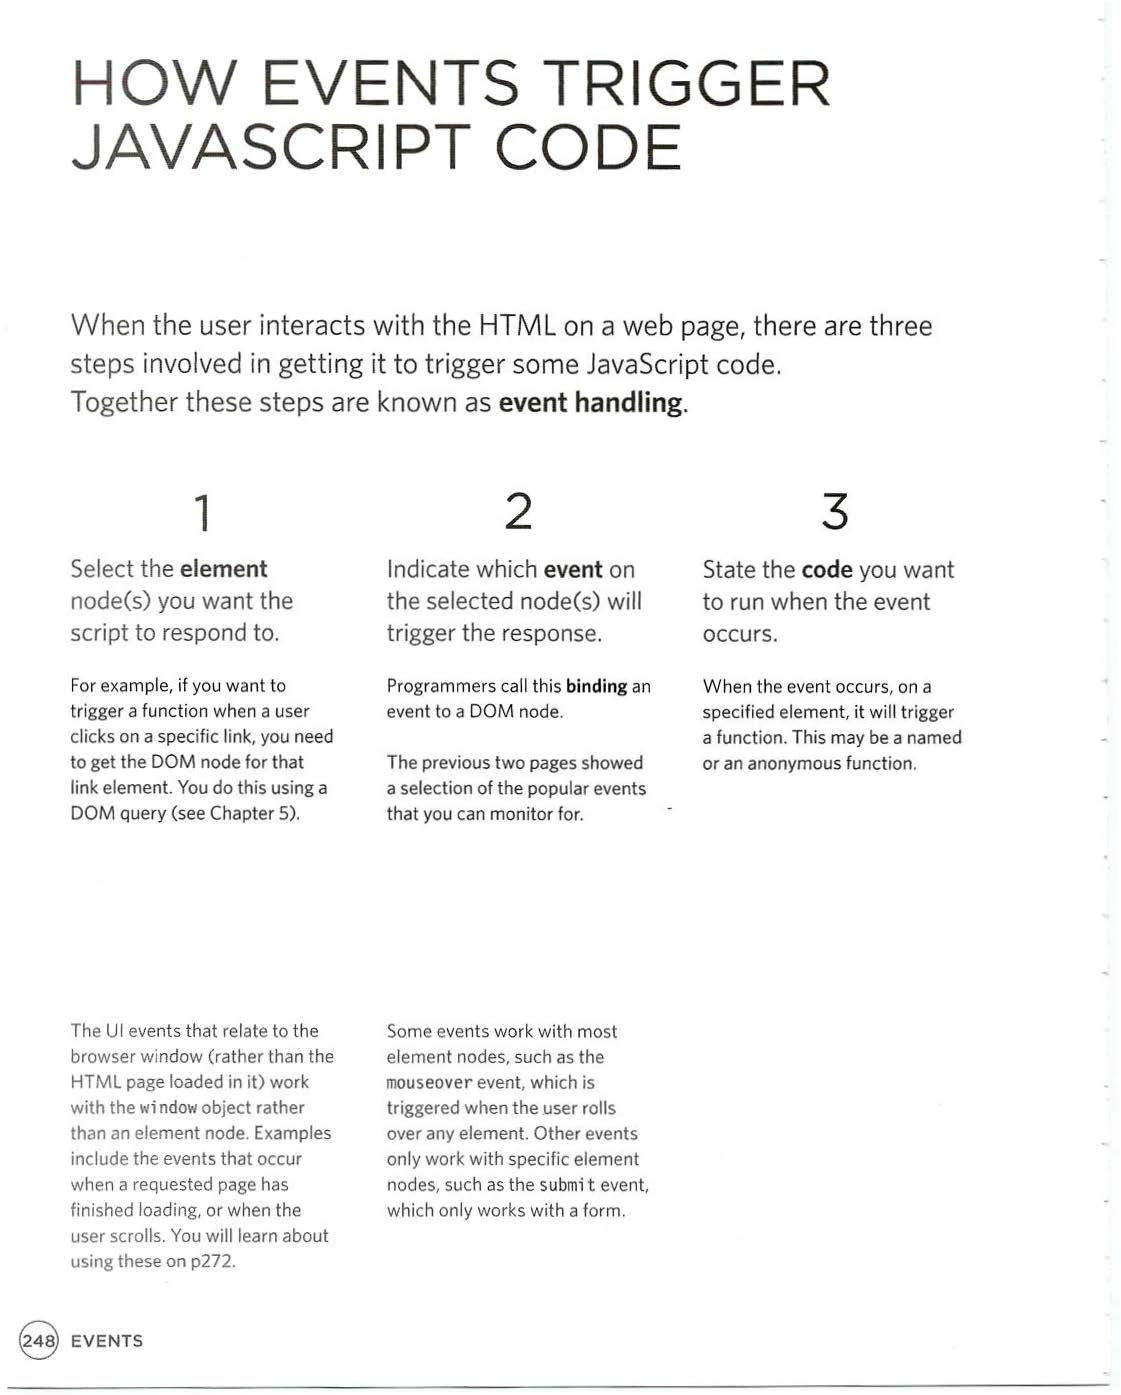 HOW EVENTS TRIGGER
JAVASCRIPT CODE
When the user interacts with the HTML on a web page, there are three
steps involved in getting it to trigger some JavaScript code.
Together these steps are known as event handling.
1
Select the element
node(s) you want the
script to respond to.
For example, if you want to
trigger a function when a user
clicks on a specific link, you need
to get the DOM node for that
link element. You do this using a
DOM query (see Chapter 5).
The UI events that relate to the
browser window (rather than the
HTML page loaded in it) work
with the window object rather
than an element node. Examples
include the events that occur
when a requested page has
finished loading, or when the
user scrolls. You will learn about
using these on p272.
2
Indicate which event on
the selected node(s) will
trigger the response.
Programmers call this binding an
event to a DOM node.
The previous two pages showed
a selection of the popular events
that you can monitor for.
Some events work with most
element nodes, such as the
mouseover event, which is
triggered when the user rolls
over any element. Other events
only work with specific element
nodes, such as the submit event,
which only works with a form.
3
State the code you want
to run when the event
occurs.
When the event occurs, on a
specified element, it will trigger
a function. This may be a named
or an anonymous function.
248 EVENTS